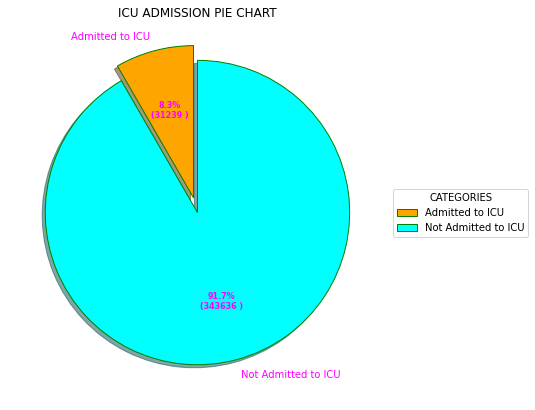 ICU ADMISSION PIE CHART
Admitted to ICU
8.3%
(31239 )
91.7%
(343636 )
Not Admitted to ICU
CATEGORIES
Admitted to ICU
Not Admitted to ICU